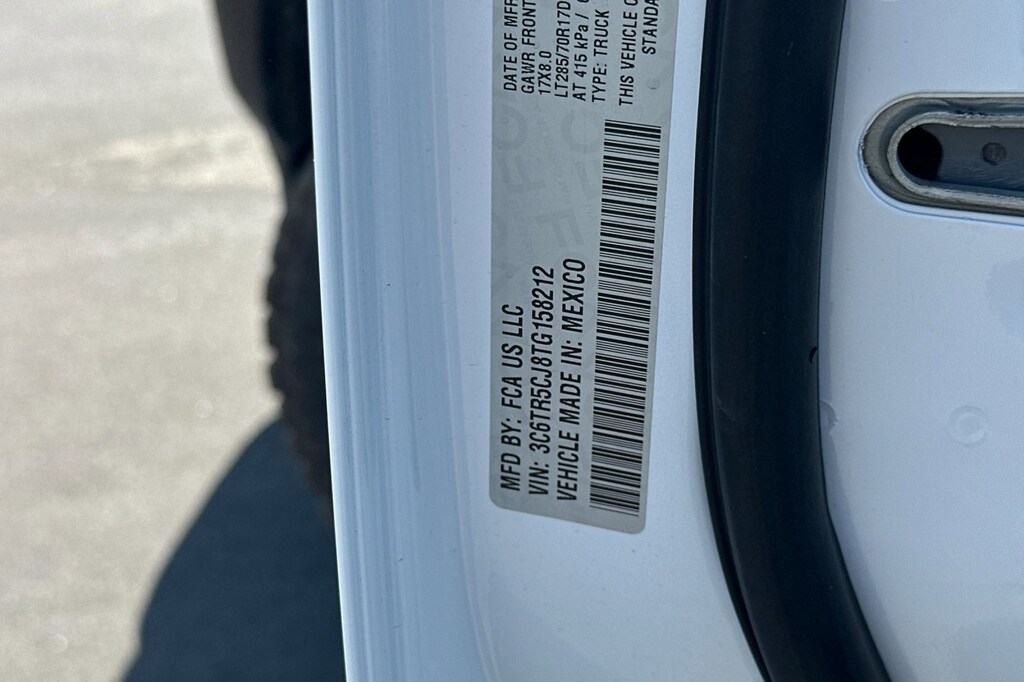 MFD BY: FCA US LLC
VIN: 3C6TR5CJ8TG158212
VEHICLE MADE IN: MEXICO
DATE OF MFR
GAWR FRONT
17X8.0
LT285/70R17D
AT 415 kPa /
TYPE: TRUCK
THIS VEHICLE
STANDA